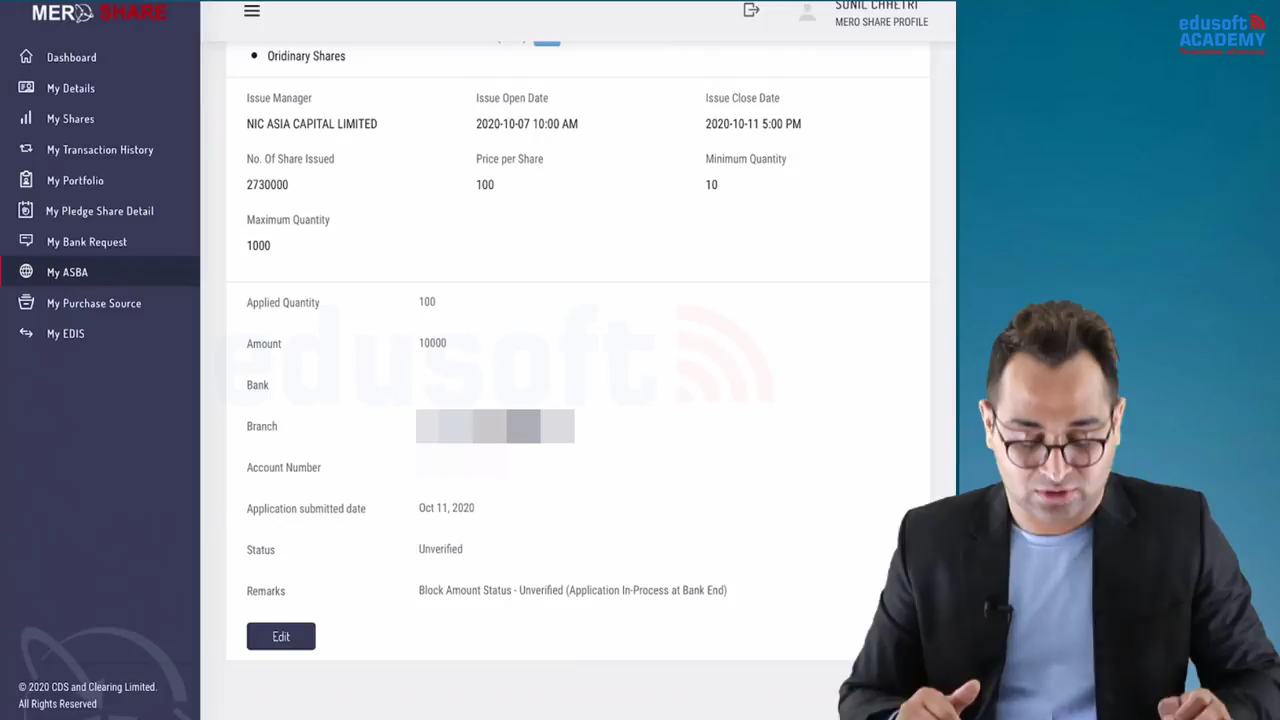 MERO SHARE
SUNIL CHHETRI
MERO SHARE PROFILE
edusoft
ACADEMY
Dashboard
My Details
My Shares
My Transaction History
My Portfolio
My Pledge Share Detail
My Bank Request
My ASBA
My Purchase Source
My EDIS
© 2020 CDS and Clearing Limited.
All Rights Reserved
Oridinary Shares
Issue Manager
NIC ASIA CAPITAL LIMITED
Issue Open Date
2020-10-07 10:00 AM
Issue Close Date
2020-10-11 5:00 PM
No. Of Share Issued
2730000
Price per Share
100
Minimum Quantity
10
Maximum Quantity
1000
Applied Quantity 100
Amount 10000
Bank
Branch
Account Number
Application submitted date Oct 11, 2020
Status Unverified
Remarks Block Amount Status - Unverified (Application In-Process at Bank End)
Edit
edusoft